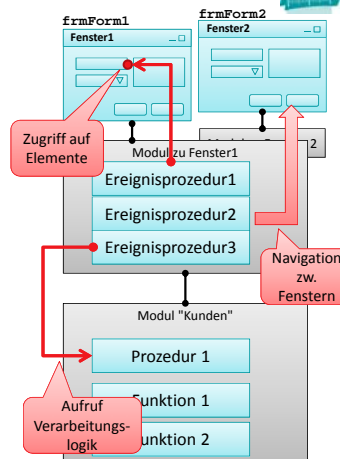 frmForm1
frmForm2
Fenster1
Fenster2
Zugriff auf
Elemente
Modul zu Fenster1
2
Ereignisprozedur1
Ereignisprozedur2
Ereignisprozedur3
Navigation
zw.
Fenstern
Modul "Kunden"
Prozedur 1
Aufruf
Verarbeitungs-
logik
Funktion 1
unktion 2